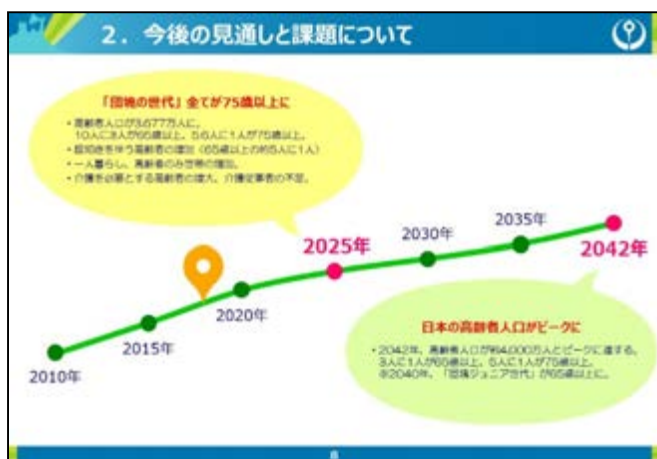 2．今後の見通しと課題について
「団塊の世代」全てが75歳以上に
・高齢者人口が3,677万人に、
10人に3人が65歳以上、5.6人に1人が75歳以上。
・認知症を伴う高齢者の増加（65歳以上の約5人に1人）
・一人暮らし、高齢者のみ世帯の増加。
・介護を必要とする高齢者の増大、介護従事者の不足。
2010年
2015年
2020年
2025年
2030年
2035年
2042年
日本の高齢者人口がピークに
・2042年、高齢者人口が約4,000万人とピークに達する。
3人に1人が65歳以上、5人に1人が75歳以上。
※2040年、「団塊ジュニア世代」が65歳以上に。